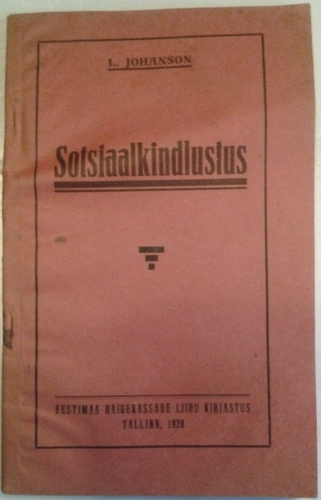 L. JOHANSON
Sotsiaalkindlustus
EESTIMAA HAIGEKASSADE LIIDU KIRJASTUS
TALLINN, 1928